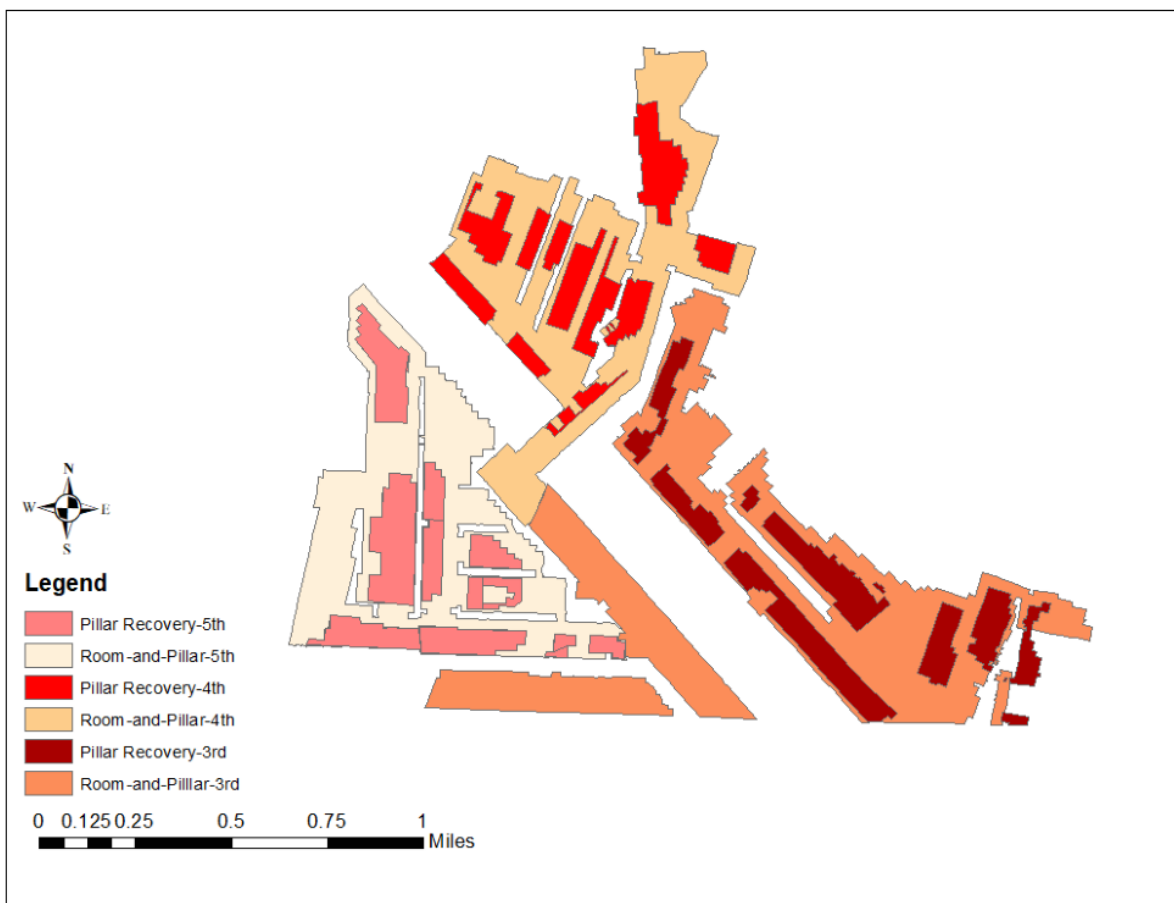 N
W E
S
Legend
Pillar Recovery-5th
Room-and-Pillar-5th
Pillar Recovery-4th
Room-and-Pillar-4th
Pillar Recovery-3rd
Room-and-Pilllar-3rd
0 0.125 0.25 0.5 0.75 1
Miles